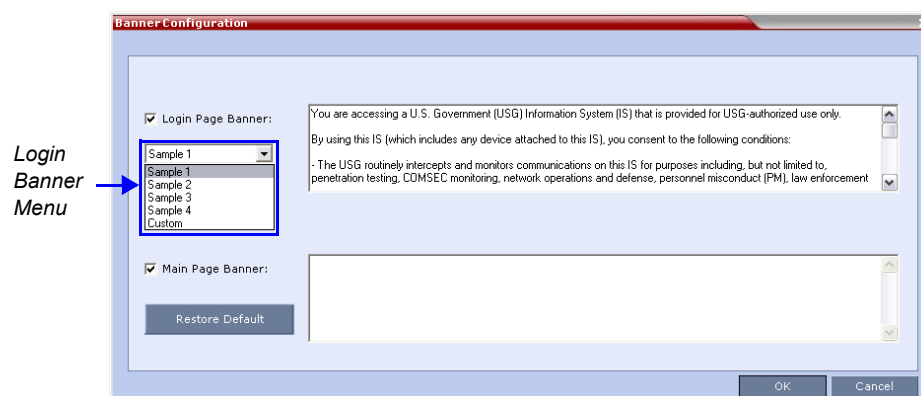 Banner Configuration
Login Page Banner:
You are accessing a U.S. Goverment (USG) Information System (IS) that is provided for USG-authorized use only.
By using this IS (which includes any device attached to this IS), you consent to the following conditions:
- The USG routinely intercepts and monitors communications on this IS for purposes including, but not limited to,
penetration testing, COMSEC monitoring, network operations and defense, personnel misconduct (PM), law enforcement
Login
Banner
Menu
Sample 1
Sample 1
Sample 2
Sample 3
Sample 4
Custom
Main Page Banner:
Restore Default
OK
Cancel